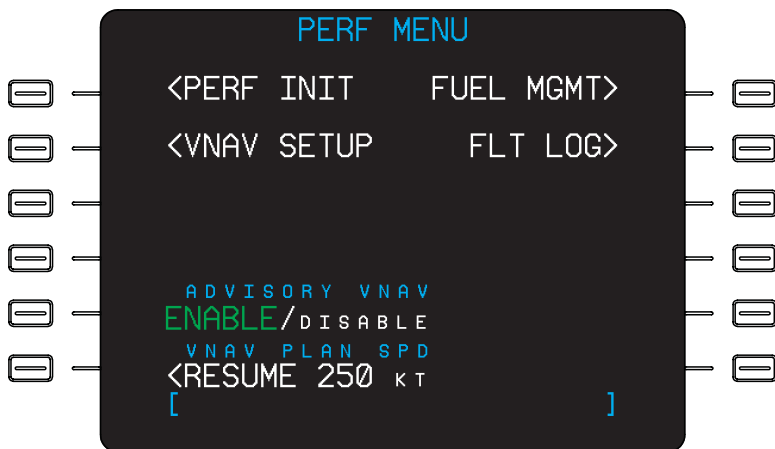 PERF MENU
<PERF INIT FUEL MGMT>
<VNAV SETUP FLT LOG>
ADVISORY VNAV
ENABLE/DISABLE
VNAV PLAN SPD
<RESUME 250 KT
[ ]